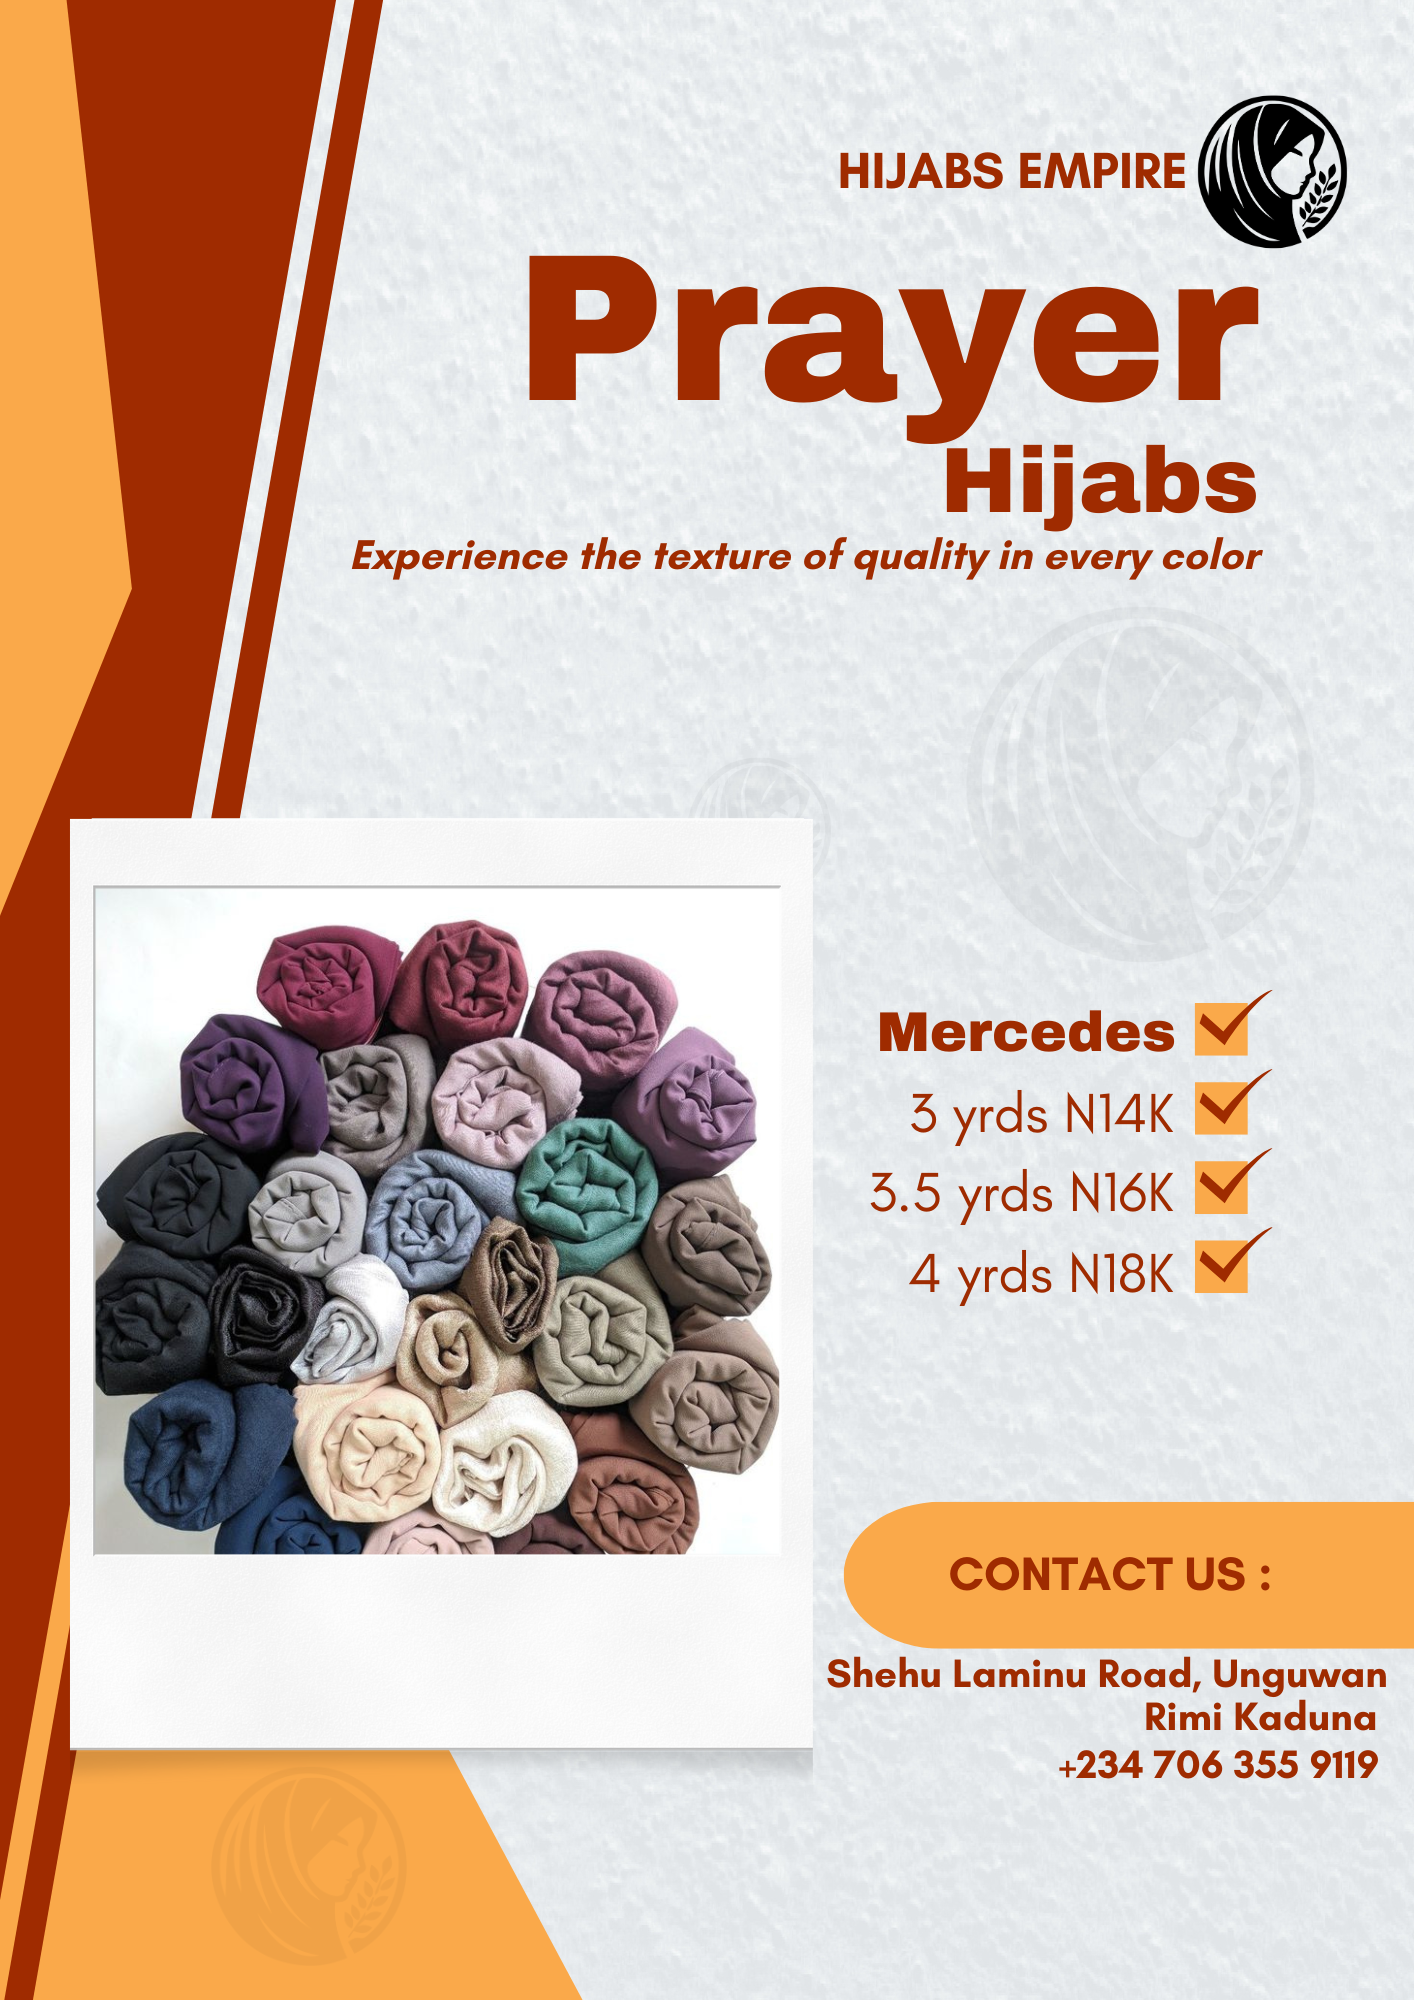 HIJABS EMPIRE
Prayer
Hijabs
Experience the texture of quality in every color
Mercedes
3 yrds N14K
3.5 yrds N16K
4 yrds N18K
CONTACT US :
Shehu Laminu Road, Unguwan
Rimi Kaduna
+234 706 355 9119